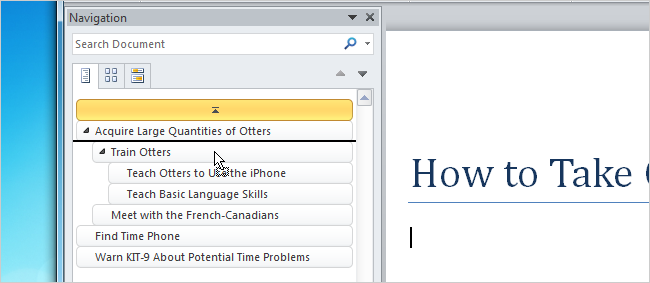 Navigation
Search Document
Acquire Large Quantities of Otters
Train Otters
Teach Otters to Use the iPhone
Teach Basic Language Skills
Meet with the French-Canadians
Find Time Phone
Warn KIT-9 About Potential Time Problems
How to Take